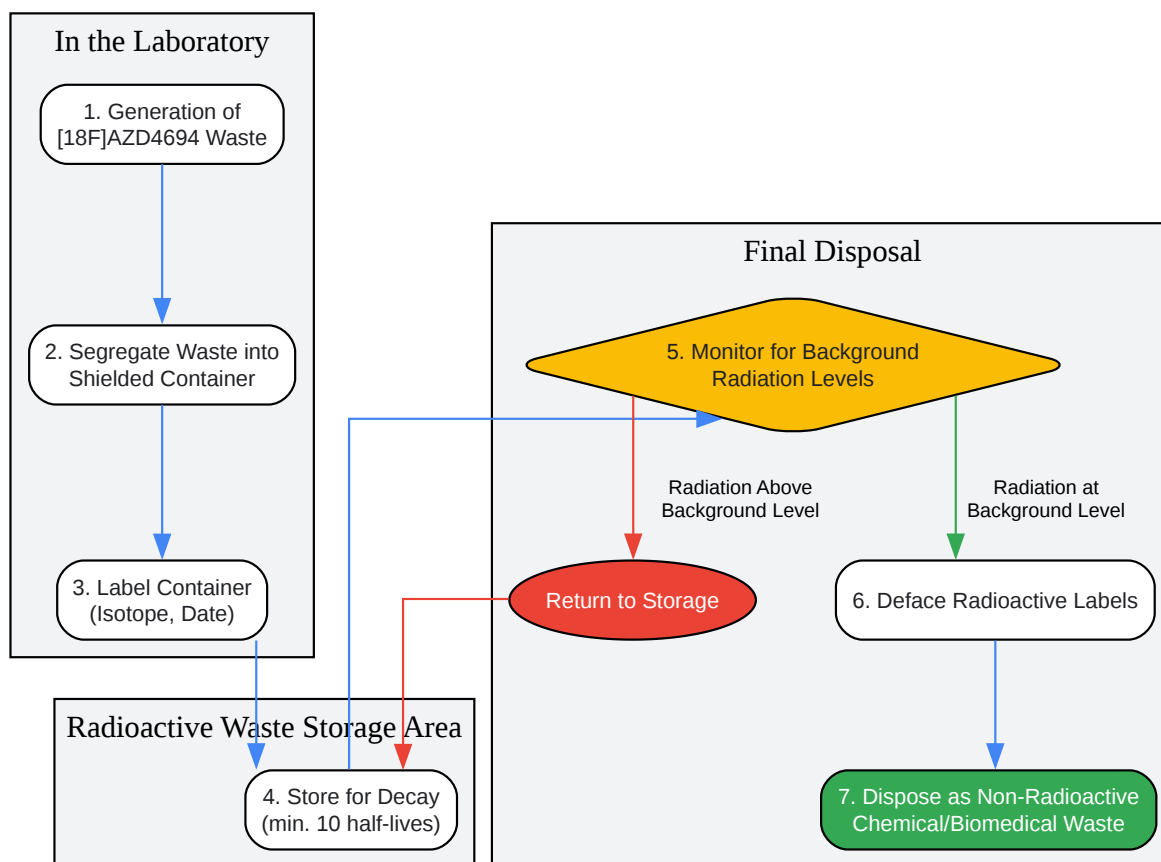 In the Laboratory
1. Generation of
[18F]AZD4694 Waste
2. Segregate Waste into
Shielded Container
3. Label Container
(Isotope, Date)
Radioactive Waste Storage Area
4. Store for Decay
(min. 10 half-lives)
Final Disposal
5. Monitor for Background
Radiation Levels
Radiation Above
Background Level
Radiation at
Background Level
Return to Storage
6. Deface Radioactive Labels
7. Dispose as Non-Radioactive
Chemical/Biomedical Waste